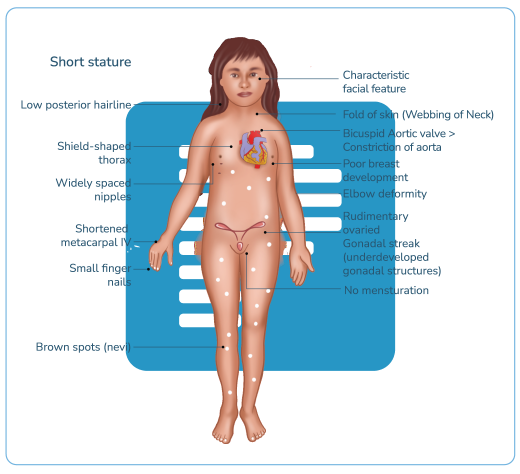 Short stature
Low posterior hairline
Shield-shaped
thorax
Widely spaced
nipples
Shortened
metacarpal IV
Small finger
nails
Brown spots (nevi)
Characteristic
facial feature
Fold of skin (Webbing of Neck)
Bicuspid Aortic valve >
Constriction of aorta
Poor breast
development
Elbow deformity
Rudimentary
ovaried
Gonadal streak
(underdeveloped
gonadal structures)
No mensturation